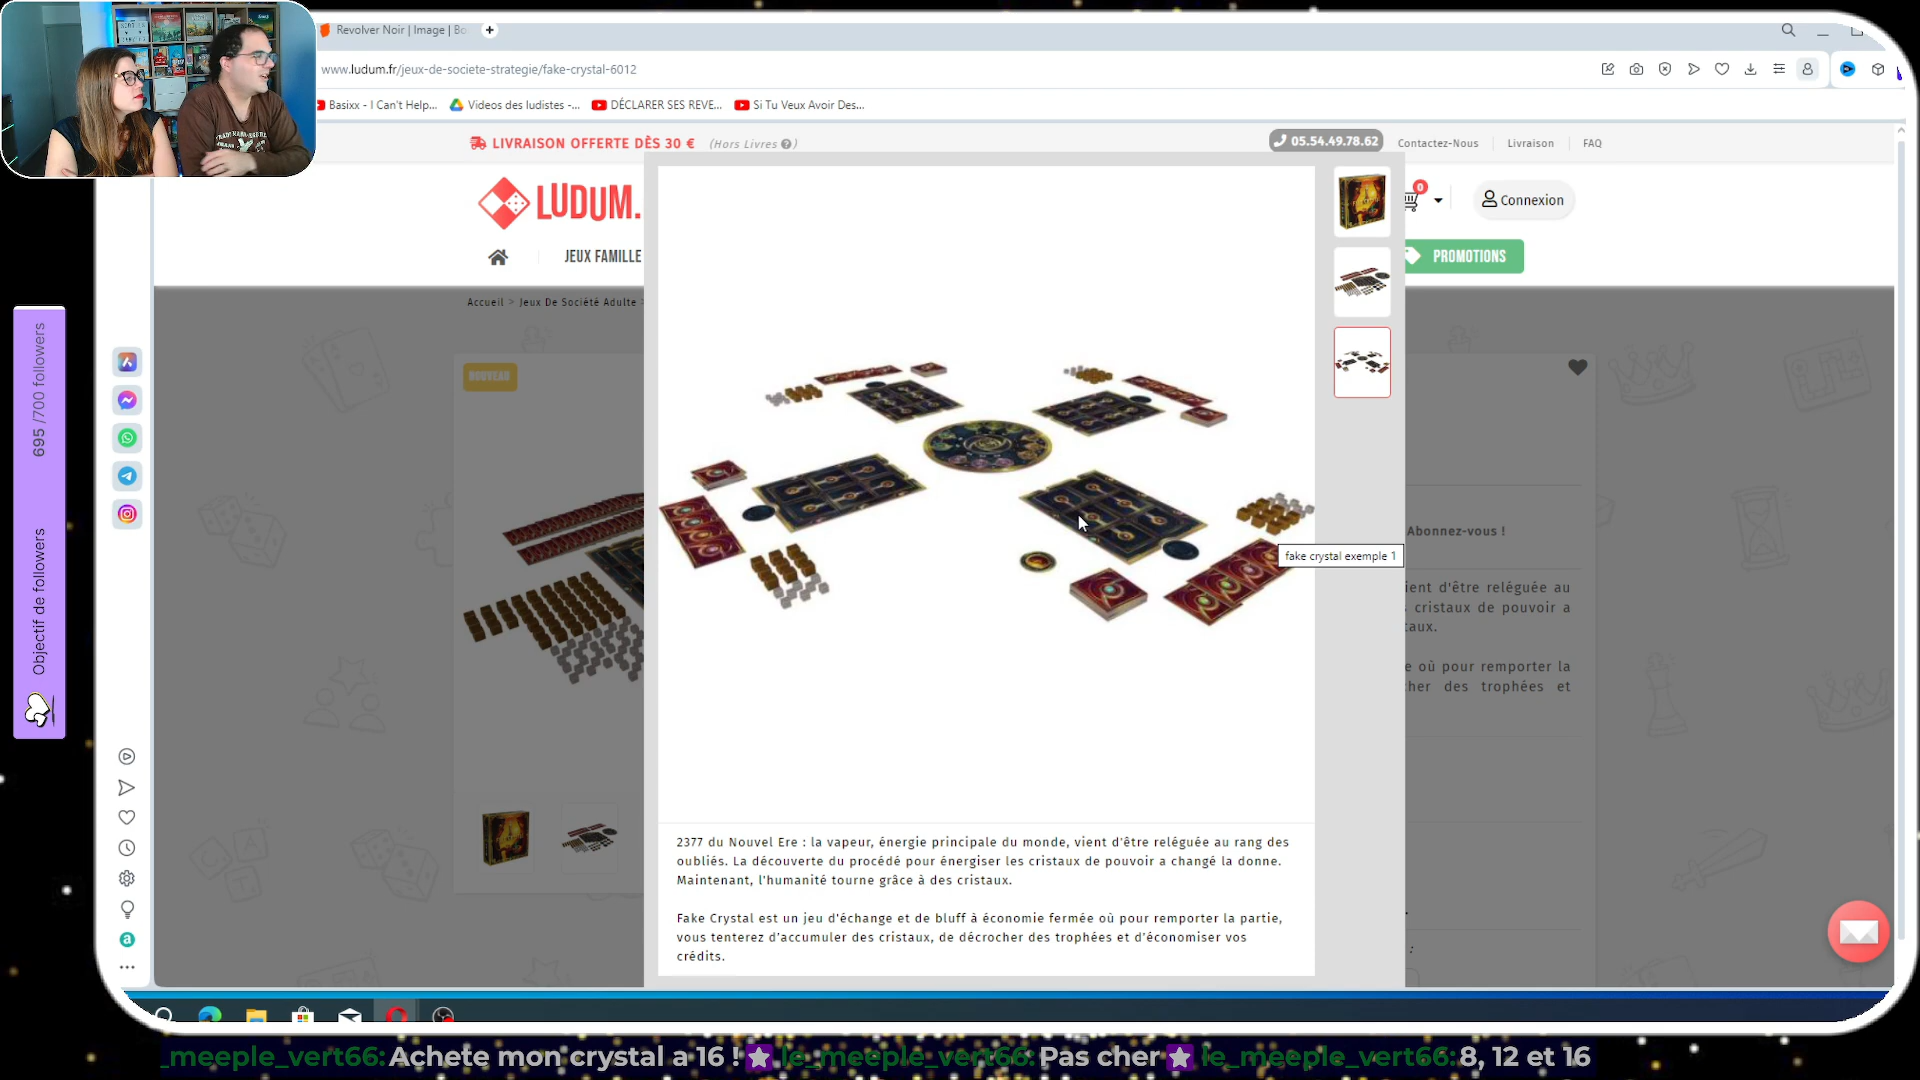 Revolver Noir | Image | Bo
www.ludum.fr/jeux-de-societe-strategie/fake-crystal-6012
Basixx - I Can't Help...
Videos des ludistes -...
DÉCLARER SES REVE...
Si Tu Veux Avoir Des...
LIVRAISON OFFERTE DÈS 30 € (Hors Livres)
05.54.49.78.62
Contactez-Nous
Livraison
FAQ
LUDUM.
0
Connexion
JEUX FAMILLE
PROMOTIONS
Accueil > Jeux De Société Adulte >
NOUVEAU
Abonnez-vous !
ient d'être reléguée au
cristaux de pouvoir a
taux.
e où pour remporter la
cher des trophées et
fake crystal exemple 1
2377 du Nouvel Ere : la vapeur, énergie principale du monde, vient d'être reléguée au rang des
oubliés. La découverte du procédé pour énergiser les cristaux de pouvoir a changé la donne.
Maintenant, l'humanité tourne grâce à des cristaux.
Fake Crystal est un jeu d'échange et de bluff à économie fermée où pour remporter la partie,
vous tenterez d'accumuler des cristaux, de décrocher des trophées et d'économiser vos
crédits.
Objectif de followers
695 /700 followers
_meeple_vert66: Achete mon crystal a 16 ! le_meeple_vert66: Pas cher le_meeple_vert66: 8, 12 et 16